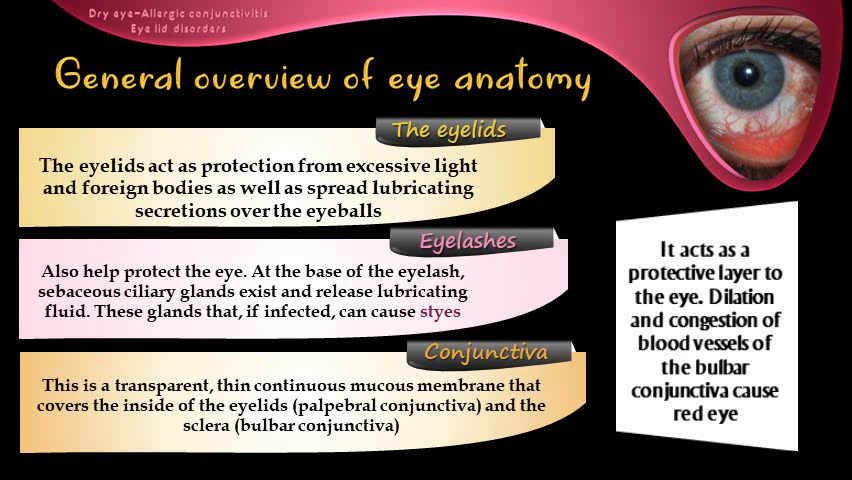 Dry eye-Allergic conjunctivitis
Eye lid disorders
General overview of eye anatomy
The eyelids
The eyelids act as protection from excessive light
and foreign bodies as well as spread lubricating
secretions over the eyeballs
Eyelashes
Also help protect the eye. At the base of the eyelash,
sebaceous ciliary glands exist and release lubricating
fluid. These glands that, if infected, can cause styes
Conjunctiva
This is a transparent, thin continuous mucous membrane that
covers the inside of the eyelids (palpebral conjunctiva) and the
sclera (bulbar conjunctiva)
It acts as a
protective layer to
the eye. Dilation
and congestion of
blood vessels of
the bulbar
conjunctiva cause
red eye